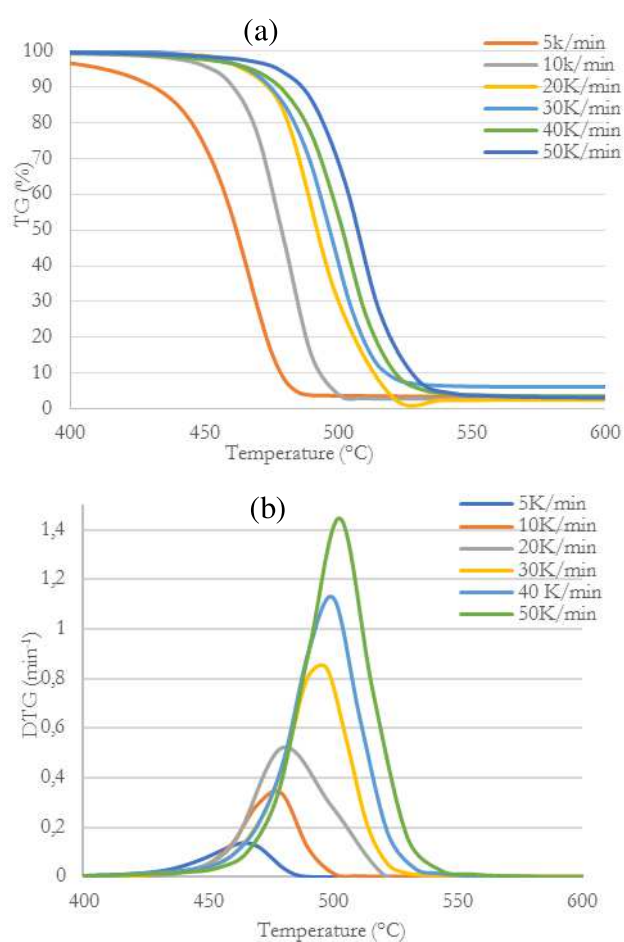 (a)
5k/min
10k/min
20K/min
30K/min
40K/min
50K/min
100
90
80
70
60
50
40
30
20
10
0
TG (%)
400
450
500
550
600
Temperature (°C)
(b)
5K/min
10K/min
20K/min
30K/min
40 K/min
50K/min
1,4
1,2
1
0,8
0,6
0,4
0,2
0
DTG (min⁻¹)
400
450
500
550
600
Temperature (°C)